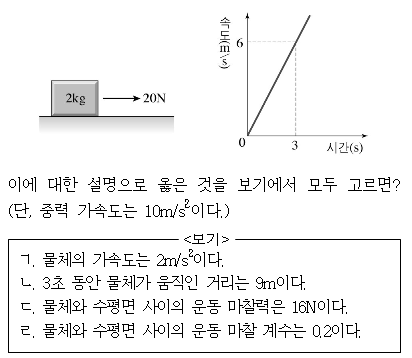 속도(m/s)
6
2kg
20N
0
3
시간(s)
이에 대한 설명으로 옳은 것을 보기에서 모두 고르면?
(단, 중력 가속도는 10m/s²이다.)
<보기>
ㄱ. 물체의 가속도는 2m/s²이다.
ㄴ. 3초 동안 물체가 움직인 거리는 9m이다.
ㄷ. 물체와 수평면 사이의 운동 마찰력은 16N이다.
ㄹ. 물체와 수평면 사이의 운동 마찰 계수는 0.2이다.